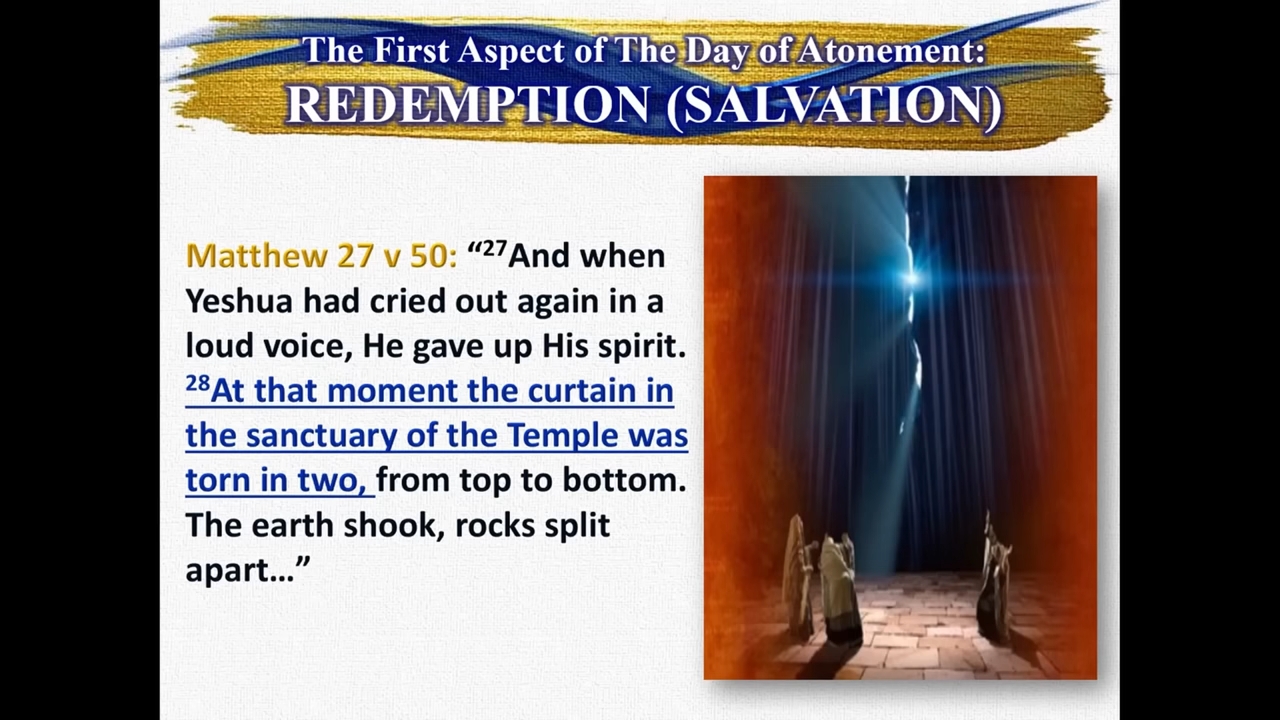 The First Aspect of The Day of Atonement:
REDEMPTION (SALVATION)
Matthew 27 v 50: “27And when
Yeshua had cried out again in a
loud voice, He gave up His spirit.
28At that moment the curtain in
the sanctuary of the Temple was
torn in two, from top to bottom.
The earth shook, rocks split
apart…”